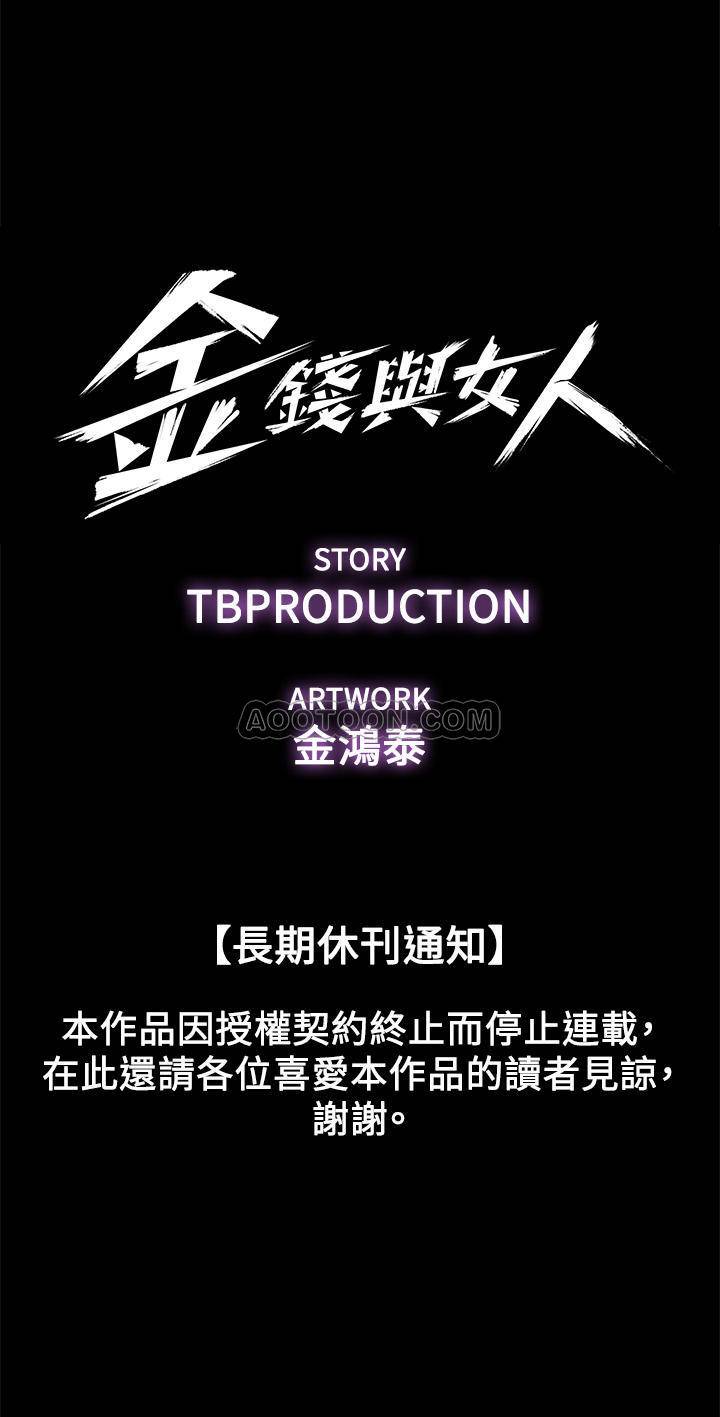 金錢與女人
STORY
TBPRODUCTION
ARTWORK
AOOTOON.COM
金鴻泰
【長期休刊通知】
本作品因授權契約終止而停止連載，
在此還請各位喜愛本作品的讀者見諒，
謝謝。